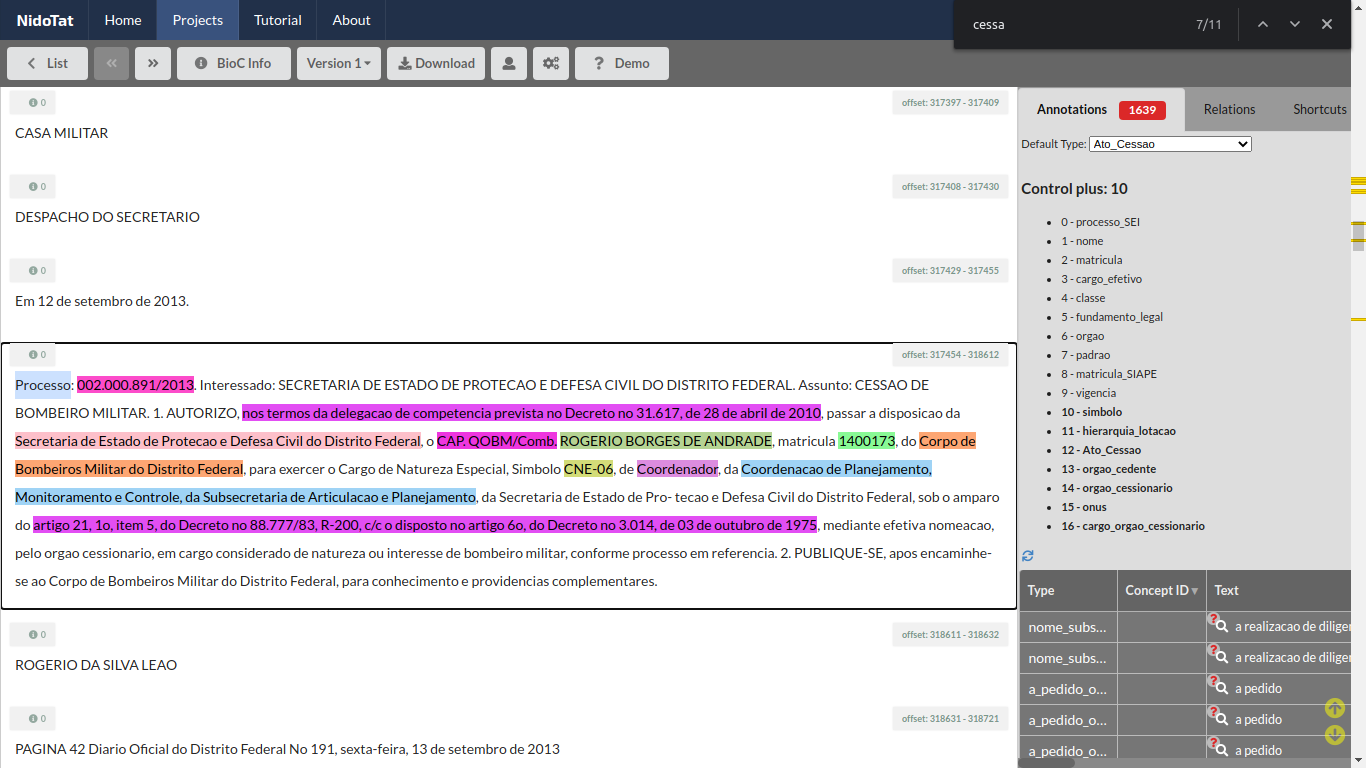 NidoTat Home Projects Tutorial About
cessa 7/11
List BioC Info Version 1 Download ? Demo
0 offset: 317397 - 317409
CASA MILITAR
0 offset: 317408 - 317430
DESPACHO DO SECRETARIO
0 offset: 317429 - 317455
Em 12 de setembro de 2013.
0 offset: 317454 - 318612
Processo: 002.000.891/2013. Interessado: SECRETARIA DE ESTADO DE PROTECAO E DEFESA CIVIL DO DISTRITO FEDERAL. Assunto: CESSAO DE
BOMBEIRO MILITAR. 1. AUTORIZO, nos termos da delegacao de competencia prevista no Decreto no 31.617, de 28 de abril de 2010, passar a disposicao da
Secretaria de Estado de Protecao e Defesa Civil do Distrito Federal, o CAP. QOBM/Comb. ROGERIO BORGES DE ANDRADE, matricula 1400173, do Corpo de
Bombeiros Militar do Distrito Federal, para exercer o Cargo de Natureza Especial, Simbolo CNE-06, de Coordenador, da Coordenacao de Planejamento,
Monitoramento e Controle, da Subsecretaria de Articulacao e Planejamento, da Secretaria de Estado de Pro- tecao e Defesa Civil do Distrito Federal, sob o amparo
do artigo 21, 1o, item 5, do Decreto no 88.777/83, R-200, c/c o disposto no artigo 6o, do Decreto no 3.014, de 03 de outubro de 1975, mediante efetiva nomeacao,
pelo orgao cessionario, em cargo considerado de natureza ou interesse de bombeiro militar, conforme processo em referencia. 2. PUBLIQUE-SE, apos encaminhe-
se ao Corpo de Bombeiros Militar do Distrito Federal, para conhecimento e providencias complementares.
0 offset: 318611 - 318632
ROGERIO DA SILVA LEAO
0 offset: 318631 - 318721
PAGINA 42 Diario Oficial do Distrito Federal No 191, sexta-feira, 13 de setembro de 2013
Annotations 1639 Relations Shortcuts
Default Type: Ato_Cessao
Control plus: 10
0 - processo_SEI
1 - nome
2 - matricula
3 - cargo_efetivo
4 - classe
5 - fundamento_legal
6 - orgao
7 - padrao
8 - matricula_SIAPE
9 - vigencia
10 - simbolo
11 - hierarquia_lotacao
12 - Ato_Cessao
13 - orgao_cedente
14 - orgao_cessionario
15 - onus
16 - cargo_orgao_cessionario
Type Concept ID Text
nome_subs... ? a realizacao de diliger
nome_subs... ? a realizacao de diliger
a_pedido_o... ? a pedido
a_pedido_o... ? a pedido
a_pedido_o... ? a pedido